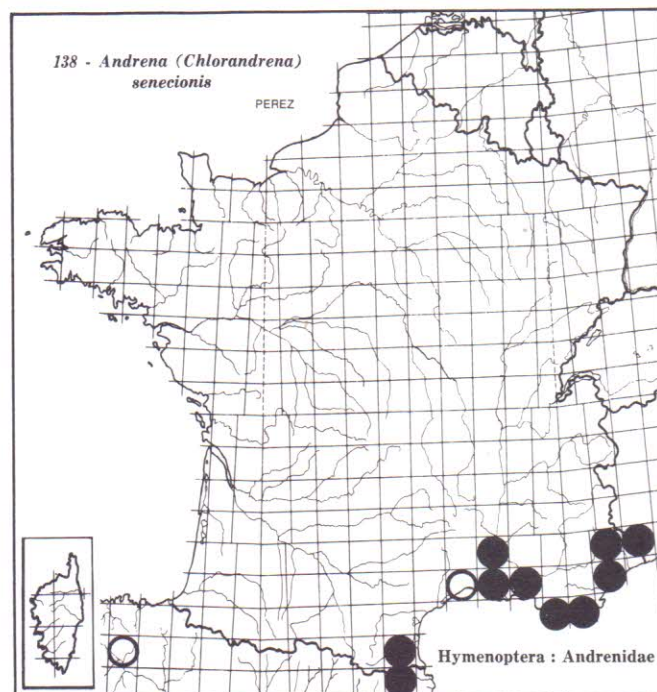 138 - Andrena (Chlorandrena)
senecionis
PEREZ
Hymenoptera : Andrenidae